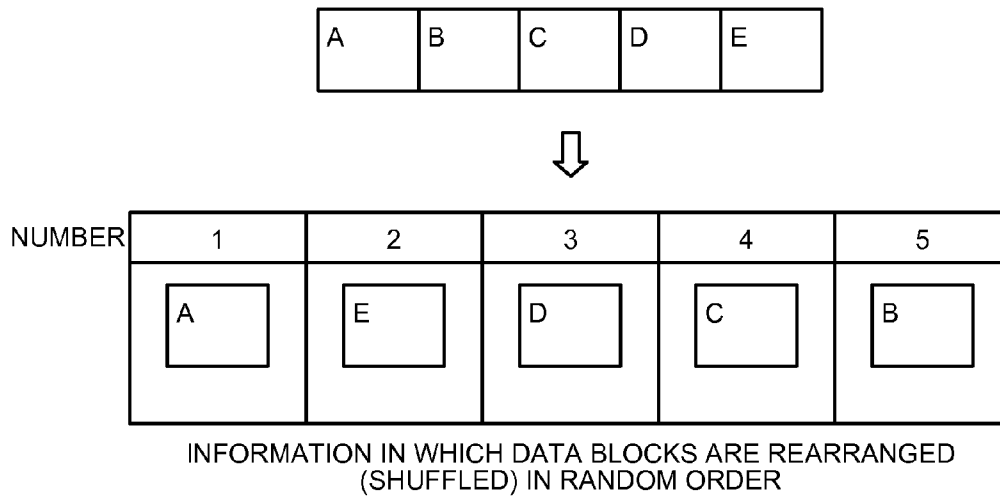 A B C D E
NUMBER 1 2 3 4 5
A E D C B
INFORMATION IN WHICH DATA BLOCKS ARE REARRANGED
(SHUFFLED) IN RANDOM ORDER